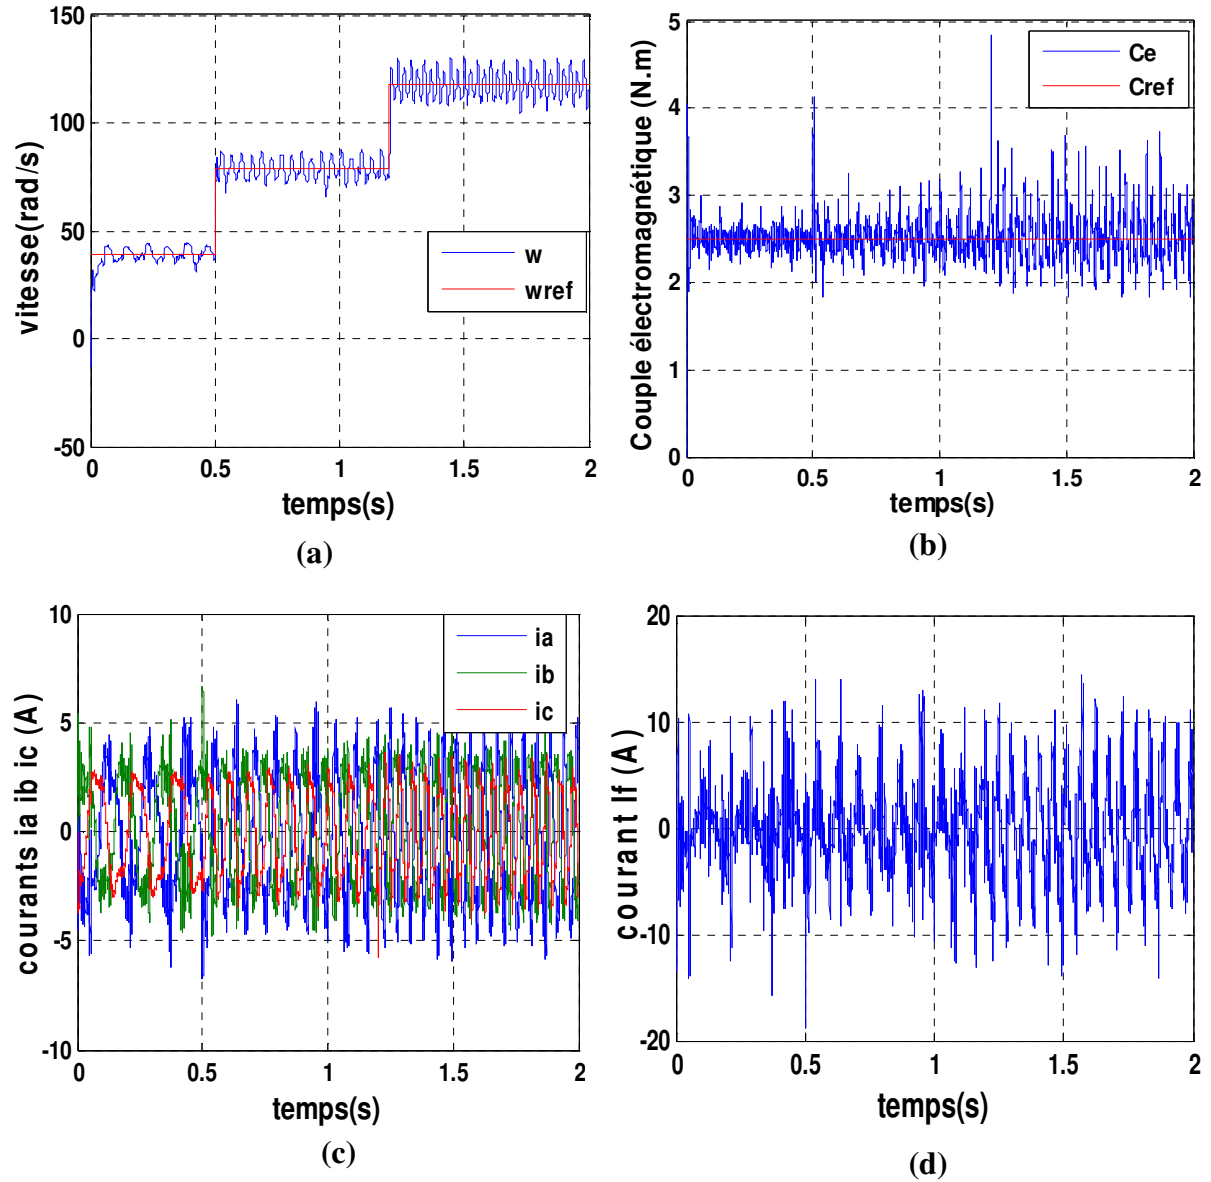 150
100
50
0
-50
0
0.5
1
1.5
2
vitesse(rad/s)
temps(s)
w
wref
(a)
5
4
3
2
1
0
0
0.5
1
1.5
2
Couple électromagnétique (N.m)
temps(s)
Ce
Cref
(b)
10
5
0
-5
-10
0
0.5
1
1.5
2
courants ia ib ic (A)
temps(s)
ia
ib
ic
(c)
20
10
0
-10
-20
0
0.5
1
1.5
2
courant If (A)
temps(s)
(d)